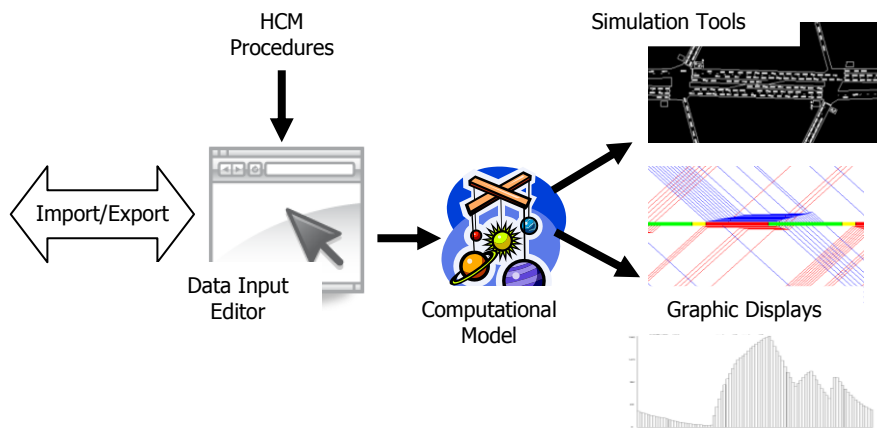 HCM
Procedures
Simulation Tools
Import/Export
Data Input
Editor
Computational
Model
Graphic Displays